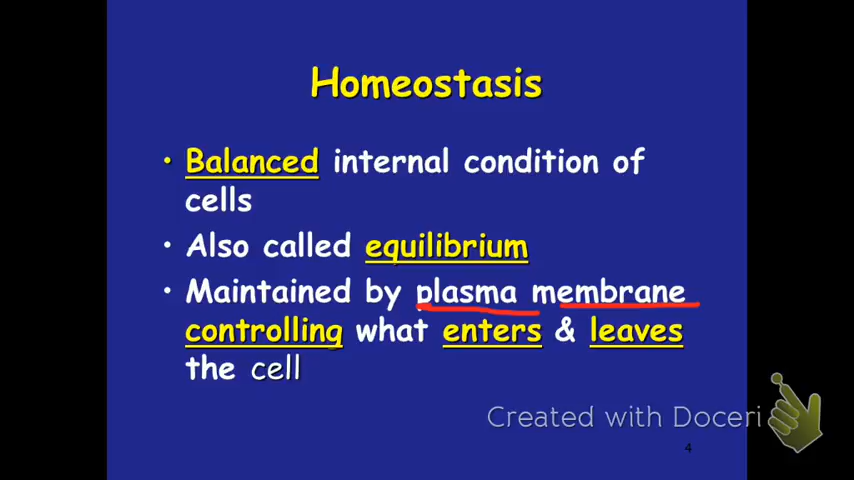 Homeostasis
• Balanced internal condition of
cells
• Also called equilibrium
• Maintained by plasma membrane
controlling what enters & leaves
the cell
Created with Doceri
4